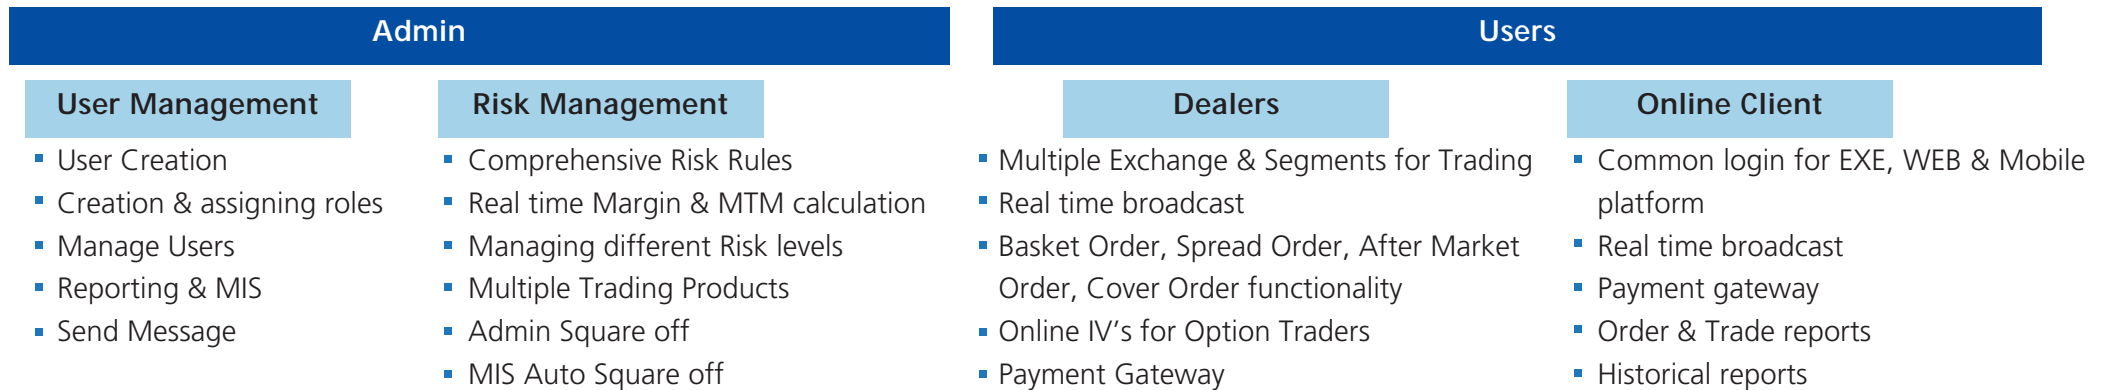 Admin
Users
User Management
Risk Management
Dealers
Online Client
User Creation
Creation & assigning roles
Manage Users
Reporting & MIS
Send Message
Comprehensive Risk Rules
Real time Margin & MTM calculation
Managing different Risk levels
Multiple Trading Products
Admin Square off
MIS Auto Square off
Multiple Exchange & Segments for Trading
Real time broadcast
Basket Order, Spread Order, After Market
Order, Cover Order functionality
Online IV's for Option Traders
Payment Gateway
Common login for EXE, WEB & Mobile
platform
Real time broadcast
Payment gateway
Order & Trade reports
Historical reports